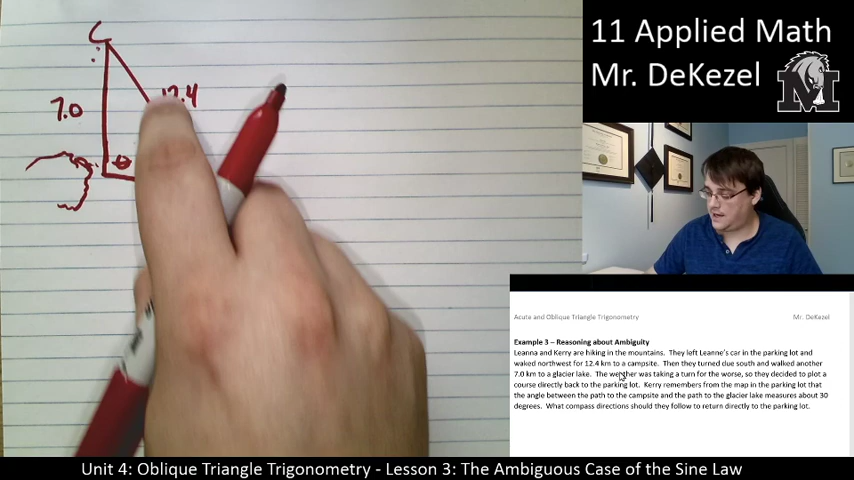 C
7.0
12.4
θ
11 Applied Math
Mr. DeKezel
M
Acute and Oblique Triangle Trigonometry Mr. DeKezel
Example 3 – Reasoning about Ambiguity
Leanna and Kerry are hiking in the mountains. They left Leanne's car in the parking lot and
waked northwest for 12.4 km to a campsite. Then they turned due south and walked another
7.0 km to a glacier lake. The weather was taking a turn for the worse, so they decided to plot a
course directly back to the parking lot. Kerry remembers from the map in the parking lot that
the angle between the path to the campsite and the path to the glacier lake measures about 30
degrees. What compass directions should they follow to return directly to the parking lot.
Unit 4: Oblique Triangle Trigonometry - Lesson 3: The Ambiguous Case of the Sine Law